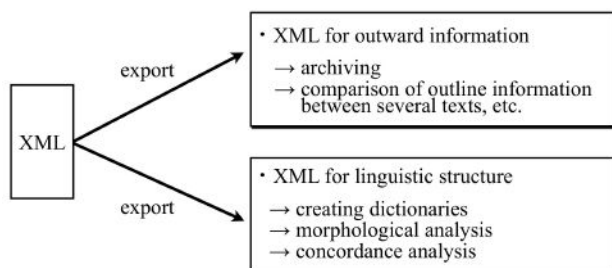 ・XML for outward information
→ archiving
→ comparison of outline information
between several texts, etc.
export
XML
export
・XML for linguistic structure
→ creating dictionaries
→ morphological analysis
→ concordance analysis